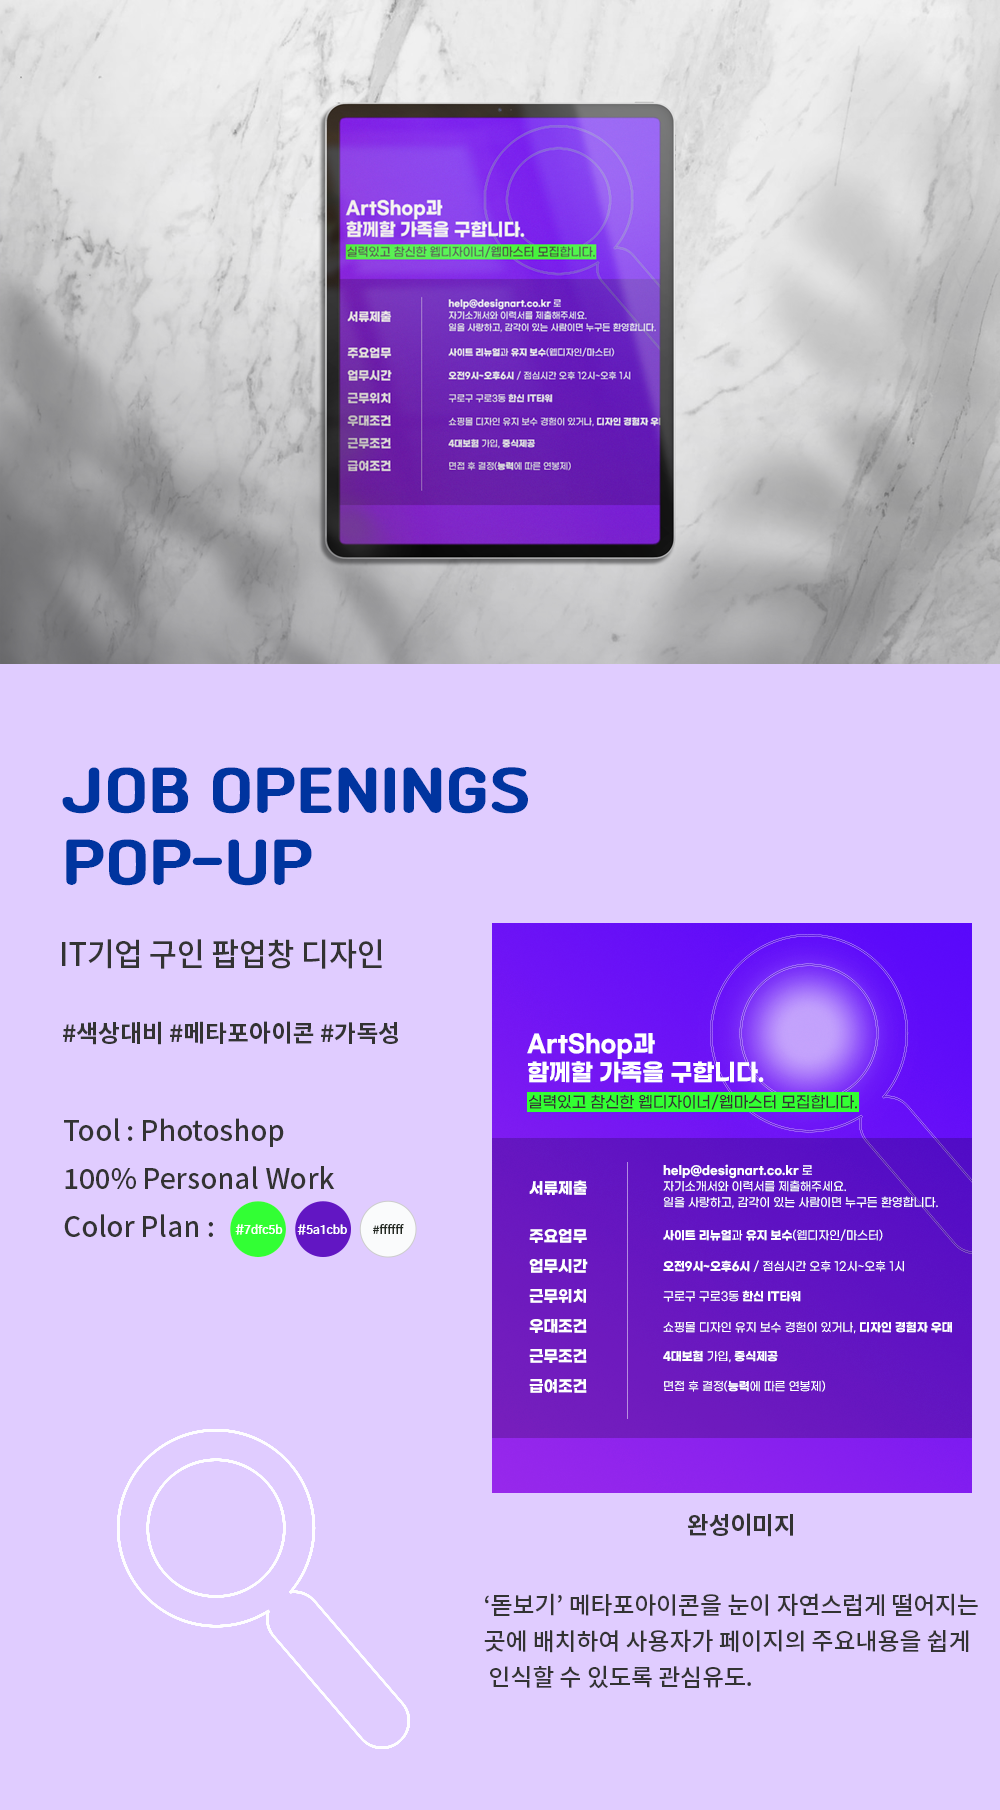 ArtShop과
함께할 가족을 구합니다.
실력있고 참신한 웹디자이너/웹마스터 모집합니다.
서류제출
help@designart.co.kr 로
자기소개서와 이력서를 제출해주세요.
일을 사랑하고, 감각이 있는 사람이면 누구든 환영합니다.
주요업무 사이트 리뉴얼과 유지 보수(웹디자인/마스터)
업무시간 오전9시~오후6시 / 점심시간 오후 12시~오후 1시
근무위치 구로구 구로3동 한신 IT타워
우대조건 쇼핑몰 디자인 유지 보수 경험이 있거나, 디자인 경험자 우
근무조건 4대보험 가입, 중식제공
급여조건 면접 후 결정(능력에 따른 연봉제)
JOB OPENINGS
POP-UP
IT기업 구인 팝업창 디자인
#색상대비 #메타포아이콘 #가독성
Tool : Photoshop
100% Personal Work
Color Plan : #7dfc5b #5a1cbb #ffffff
ArtShop과
함께할 가족을 구합니다.
실력있고 참신한 웹디자이너/웹마스터 모집합니다.
서류제출
help@designart.co.kr 로
자기소개서와 이력서를 제출해주세요.
일을 사랑하고, 감각이 있는 사람이면 누구든 환영합니다.
주요업무 사이트 리뉴얼과 유지 보수(웹디자인/마스터)
업무시간 오전9시~오후6시 / 점심시간 오후 12시~오후 1시
근무위치 구로구 구로3동 한신 IT타워
우대조건 쇼핑몰 디자인 유지 보수 경험이 있거나, 디자인 경험자 우대
근무조건 4대보험 가입, 중식제공
급여조건 면접 후 결정(능력에 따른 연봉제)
완성이미지
‘돋보기’ 메타포아이콘을 눈이 자연스럽게 떨어지는
곳에 배치하여 사용자가 페이지의 주요내용을 쉽게
인식할 수 있도록 관심유도.